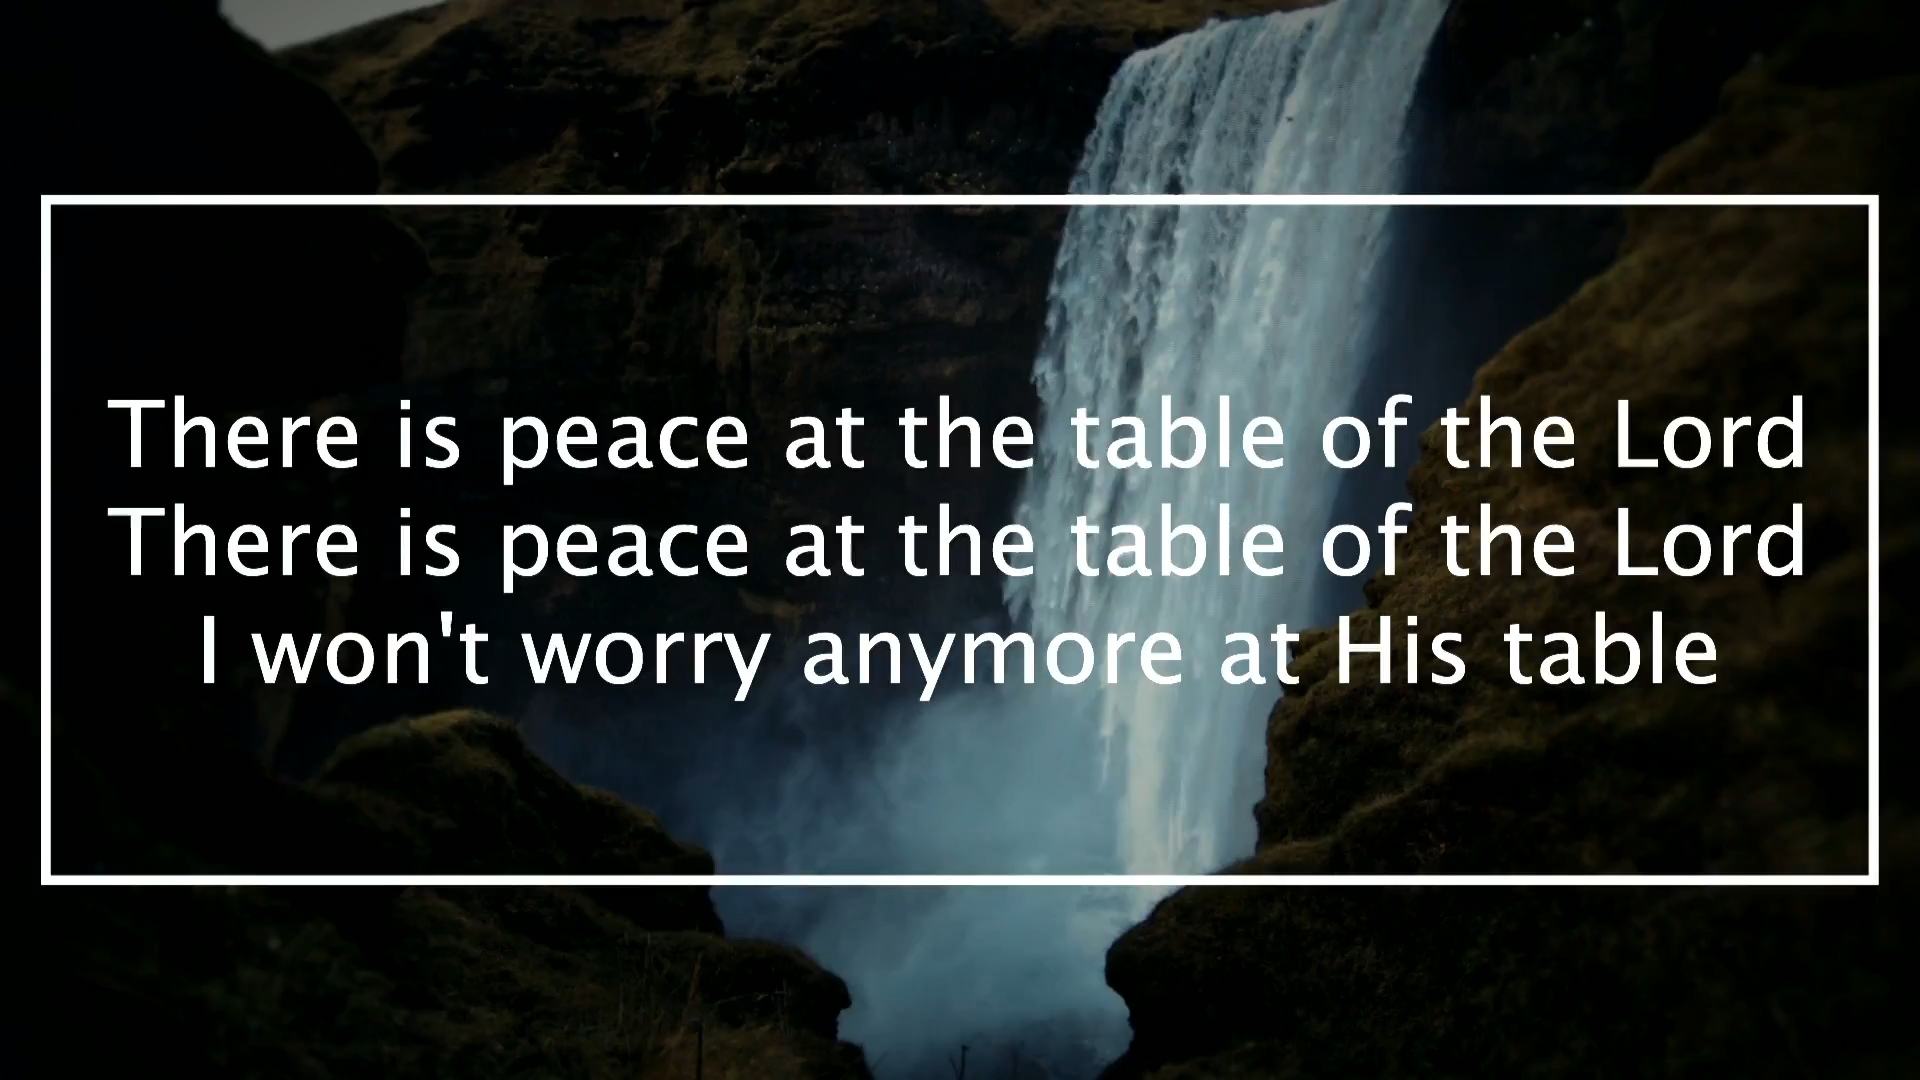 There is peace at the table of the Lord
There is peace at the table of the Lord
I won't worry anymore at His table